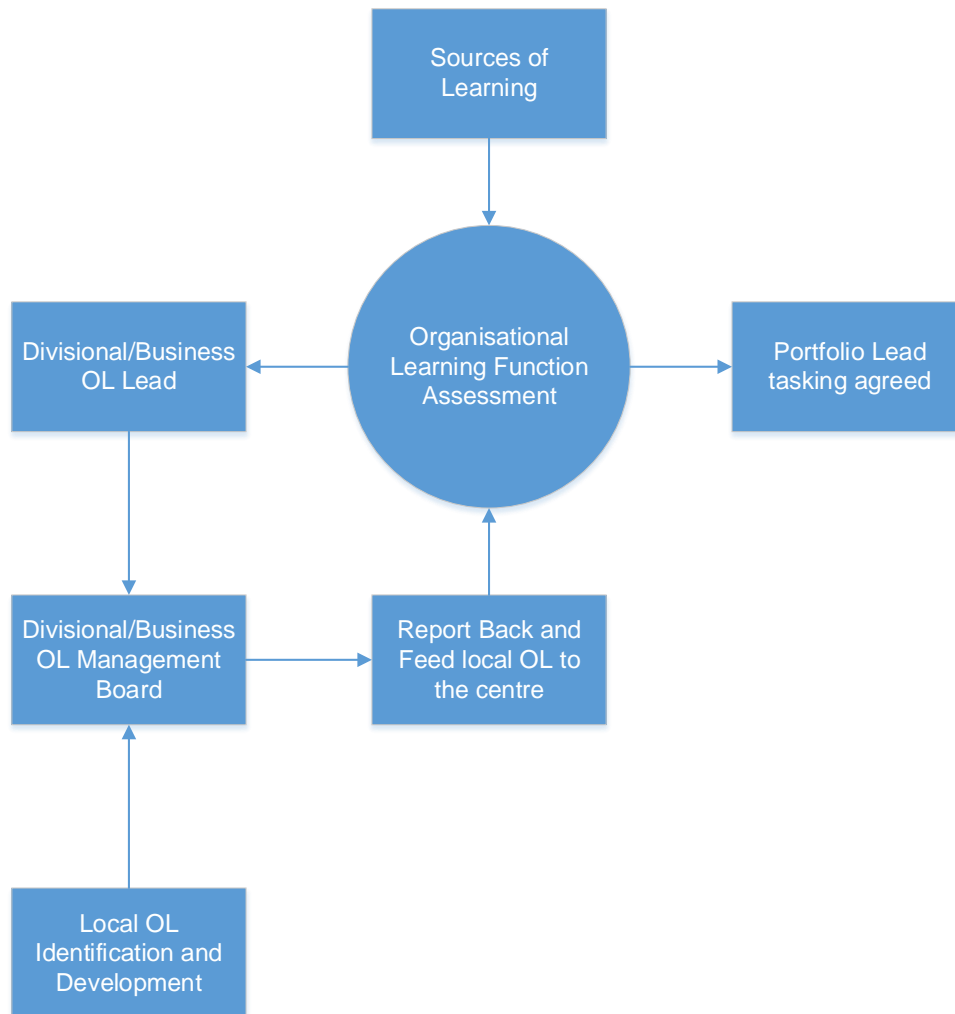 Sources of
Learning
Organisational
Learning Function
Assessment
Divisional/Business
OL Lead
Portfolio Lead
tasking agreed
Divisional/Business
OL Management
Board
Report Back and
Feed local OL to
the centre
Local OL
Identification and
Development